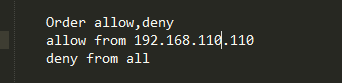 Order allow,deny
allow from 192.168.110.110
deny from all